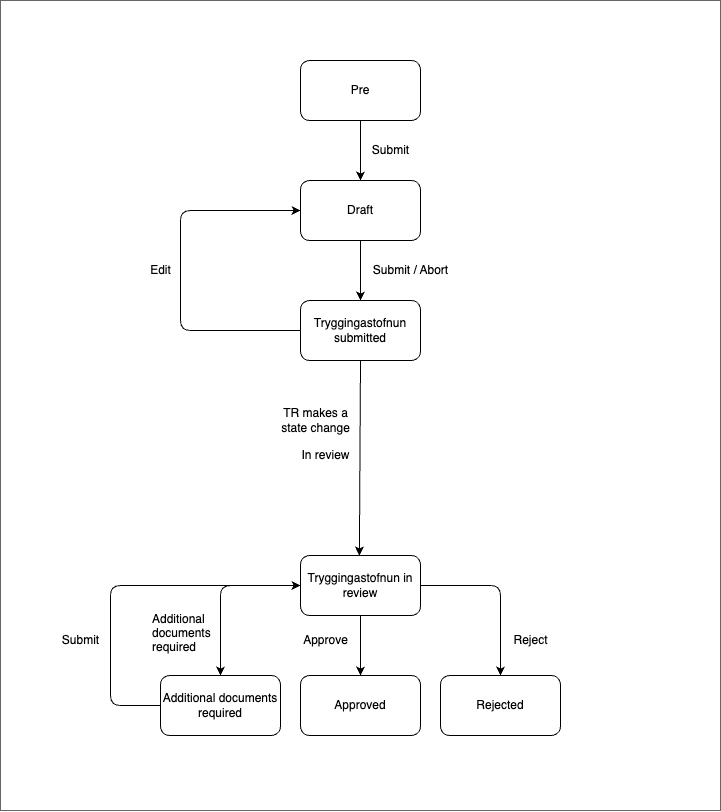 Pre
Submit
Draft
Edit
Submit / Abort
Tryggingastofnun
submitted
TR makes a
state change
In review
Tryggingastofnun in
review
Submit
Additional
documents
required
Approve
Reject
Additional documents
required
Approved
Rejected